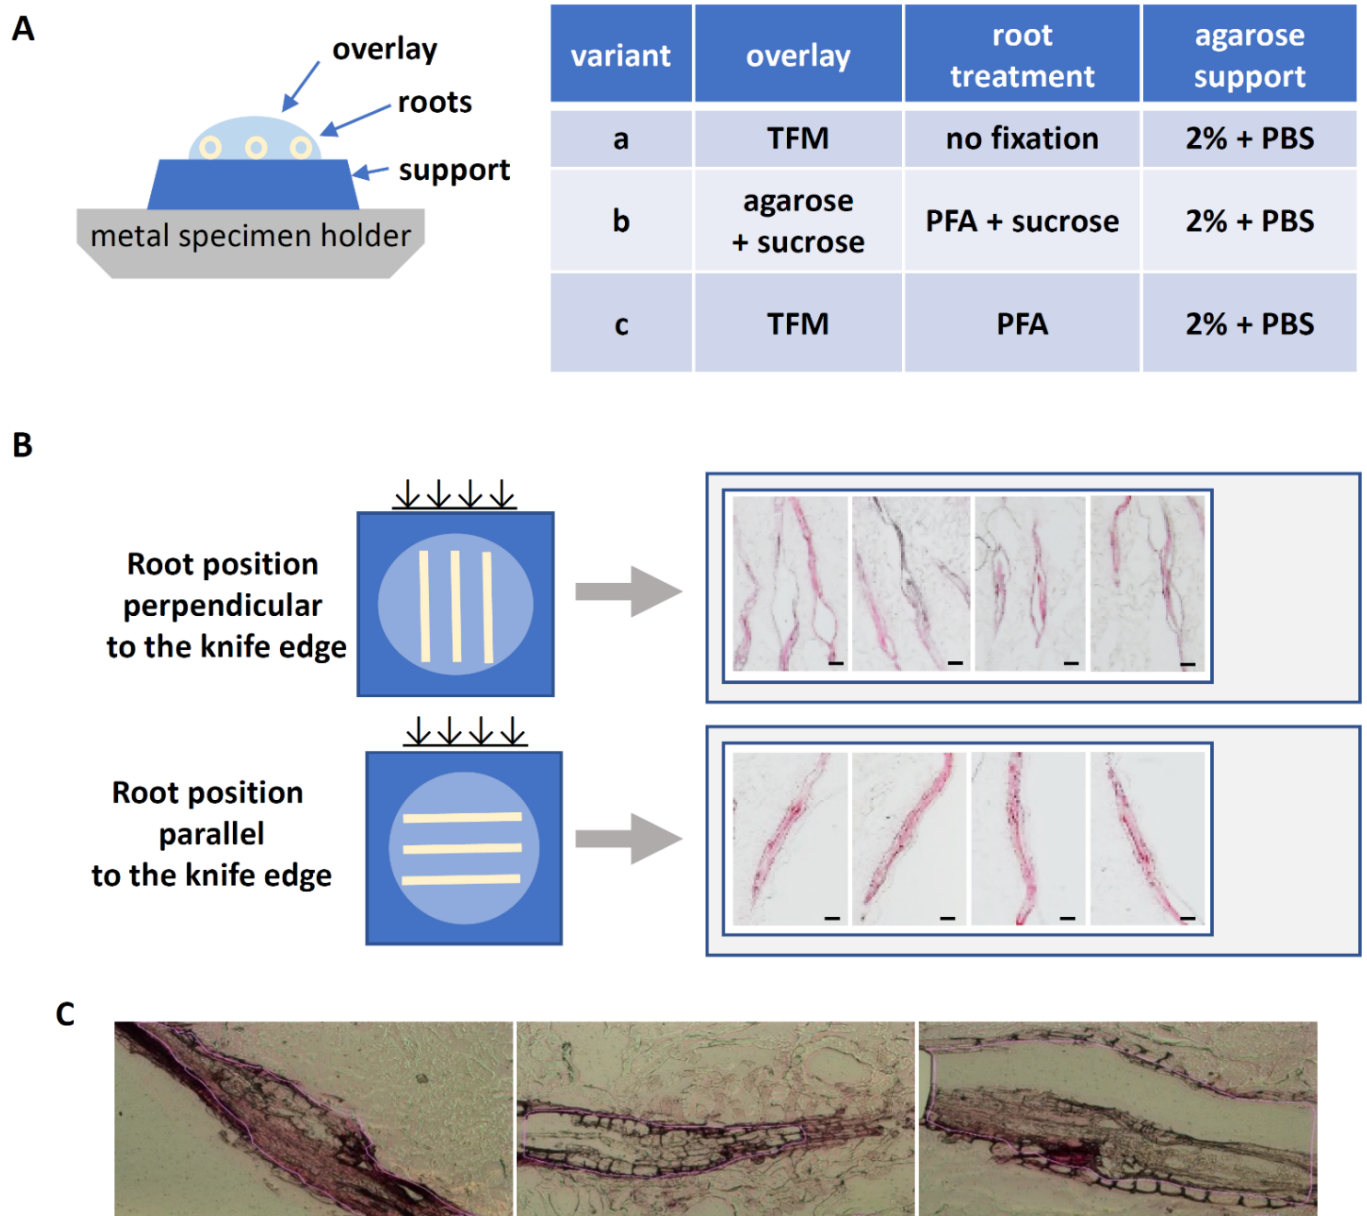 A
overlay
roots
support
metal specimen holder
variant
overlay
root
treatment
agarose
support
a
TFM
no fixation
2% + PBS
b
agarose
+ sucrose
PFA + sucrose
2% + PBS
c
TFM
PFA
2% + PBS
B
Root position
perpendicular
to the knife edge
Root position
parallel
to the knife edge
C